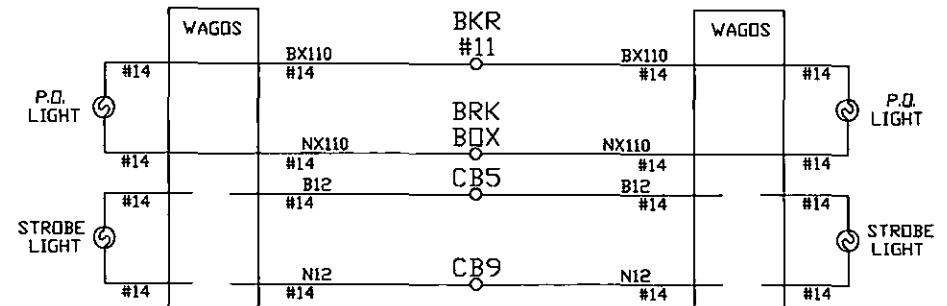 WAGOS
BKR
#11
WAGOS
BX110
BX110
#14
#14
#14
#14
P.O.
LIGHT
P.O.
LIGHT
BRK
BOX
NX110
NX110
#14
#14
#14
#14
CB5
B12
B12
#14
#14
#14
#14
STROBE
LIGHT
STROBE
LIGHT
CB9
N12
N12
#14
#14
#14
#14